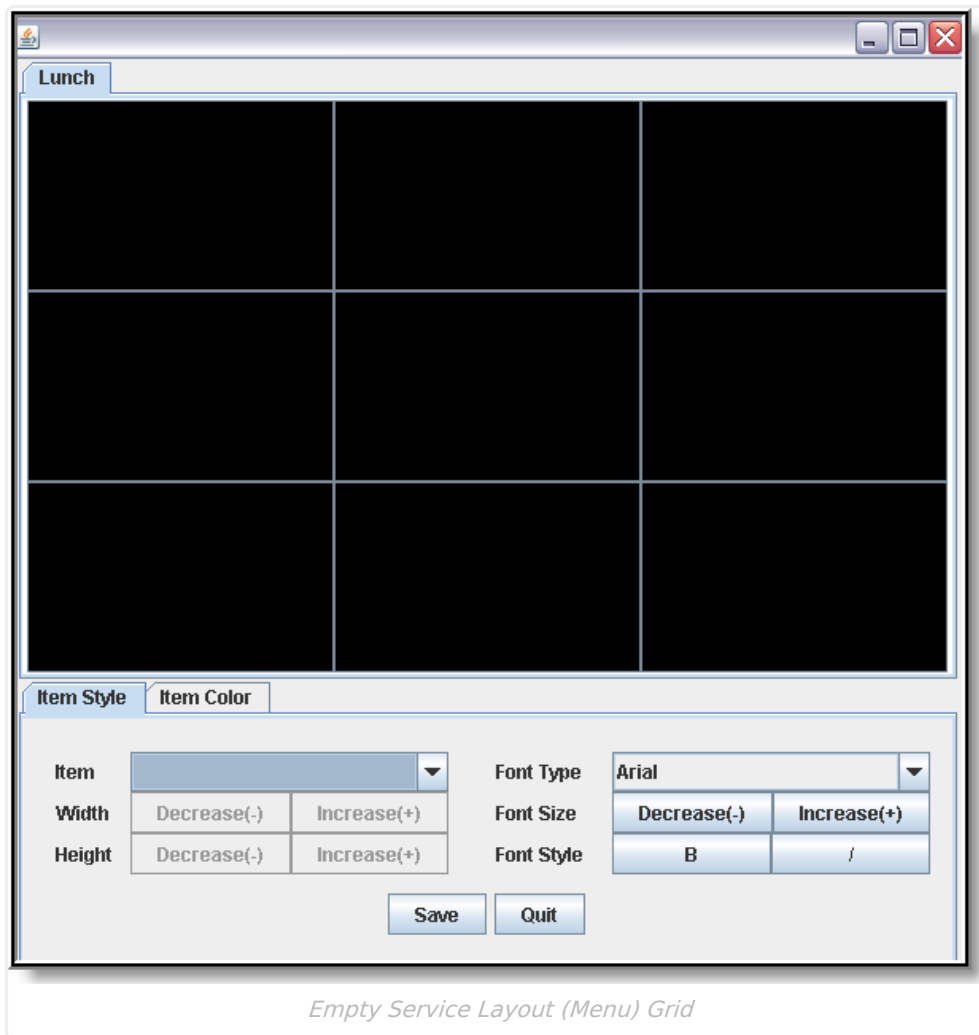 Lunch
Item Style Item Color
Item Font Type Arial
Width Decrease(-) Increase(+) Font Size Decrease(-) Increase(+)
Height Decrease(-) Increase(+) Font Style B I
Save Quit
Empty Service Layout (Menu) Grid